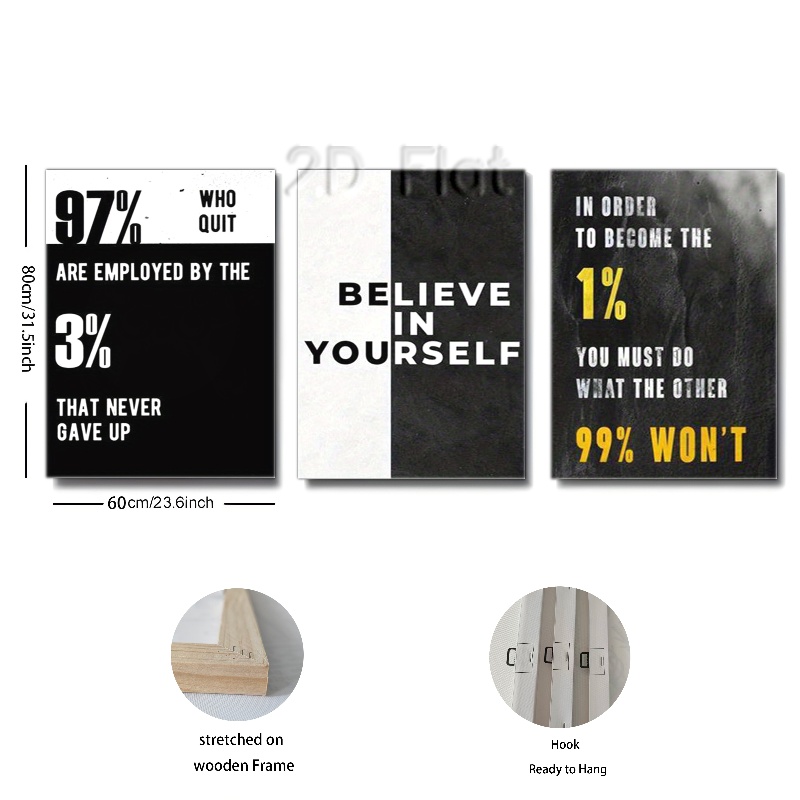 2D Flat
97%
WHO
QUIT
ARE EMPLOYED BY THE
3%
THAT NEVER
GAVE UP
BELIEVE
IN
YOURSELF
IN ORDER
TO BECOME THE
1%
YOU MUST DO
WHAT THE OTHER
99% WON'T
80cm/31.5inch
60cm/23.6inch
stretched on
wooden Frame
Hook
Ready to Hang